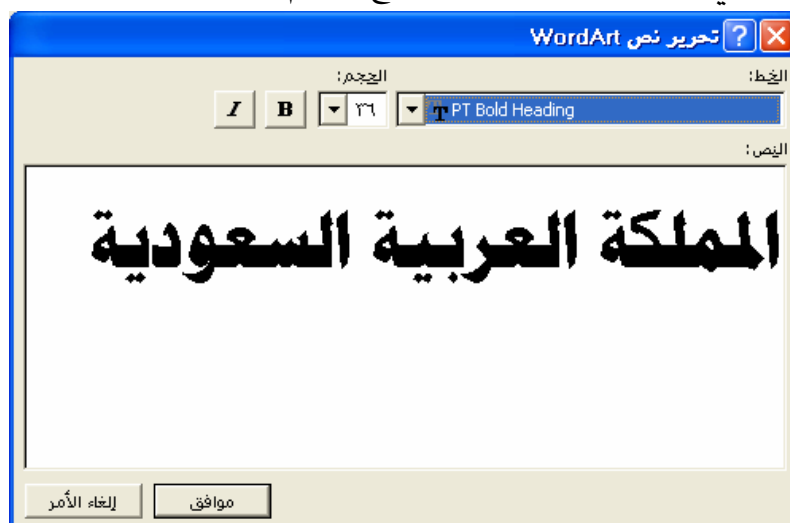 تحرير نص WordArt
الخط:
الحجم:
PT Bold Heading
٣٦
B
I
النص:
المملكة العربية السعودية
موافق
إلغاء الأمر